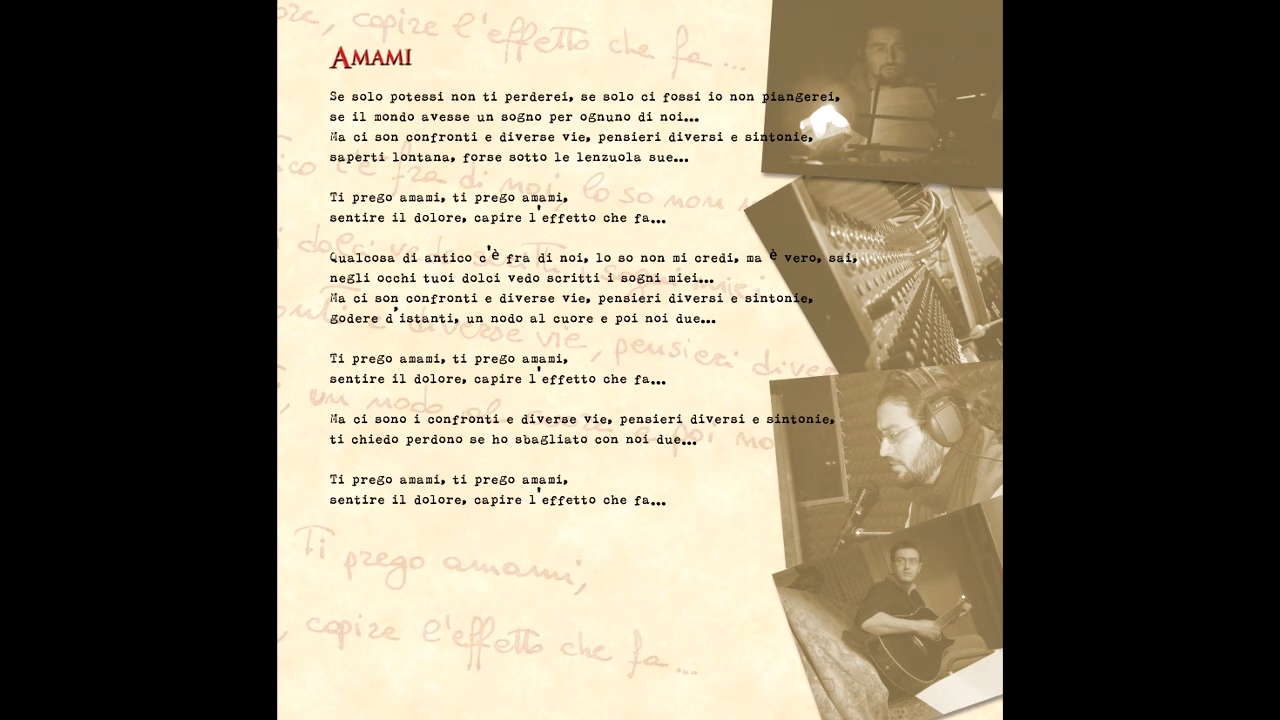 ore, capire l'effetto che fa...
Amami
Se solo potessi non ti perderei, se solo ci fossi io non piangerei,
se il mondo avesse un sogno per ognuno di noi...
Ma ci son confronti e diverse vie, pensieri diversi e sintonie,
saperti lontana, forse sotto le lenzuola sue...
Ti prego amami, ti prego amami,
sentire il dolore, capire l'effetto che fa...
Qualcosa di antico c'è fra di noi, lo so non mi credi, ma è vero, sai,
negli occhi tuoi dolci vedo scritti i sogni miei...
Ma ci son confronti e diverse vie, pensieri diversi e sintonie,
godere d'istanti, un nodo al cuore e poi noi due...
Ti prego amami, ti prego amami,
sentire il dolore, capire l'effetto che fa...
Ma ci sono i confronti e diverse vie, pensieri diversi e sintonie,
ti chiedo perdono se ho sbagliato con noi due...
Ti prego amami, ti prego amami,
sentire il dolore, capire l'effetto che fa...
Ti prego amami,
, capire l'effetto che fa...